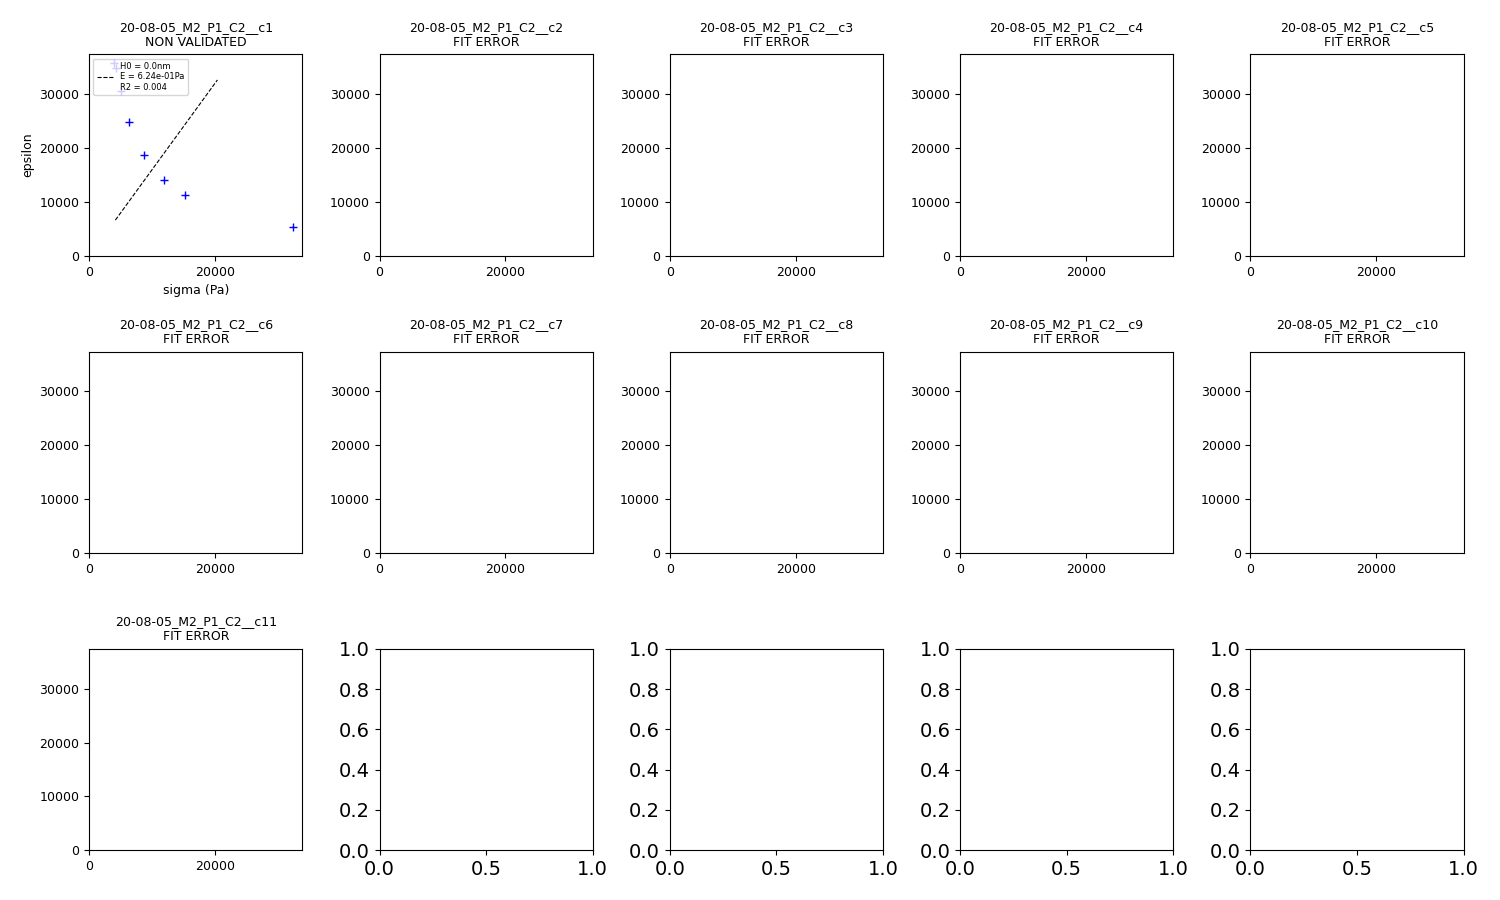 20-08-05_M2_P1_C2__c1
NON VALIDATED
H0 = 0.0nm
E = 6.24e-01Pa
R2 = 0.004
30000
20000
10000
0
epsilon
0 20000
sigma (Pa)
20-08-05_M2_P1_C2__c2
FIT ERROR
30000
20000
10000
0
0 20000
20-08-05_M2_P1_C2__c3
FIT ERROR
30000
20000
10000
0
0 20000
20-08-05_M2_P1_C2__c4
FIT ERROR
30000
20000
10000
0
0 20000
20-08-05_M2_P1_C2__c5
FIT ERROR
30000
20000
10000
0
0 20000
20-08-05_M2_P1_C2__c6
FIT ERROR
30000
20000
10000
0
0 20000
20-08-05_M2_P1_C2__c7
FIT ERROR
30000
20000
10000
0
0 20000
20-08-05_M2_P1_C2__c8
FIT ERROR
30000
20000
10000
0
0 20000
20-08-05_M2_P1_C2__c9
FIT ERROR
30000
20000
10000
0
0 20000
20-08-05_M2_P1_C2__c10
FIT ERROR
30000
20000
10000
0
0 20000
20-08-05_M2_P1_C2__c11
FIT ERROR
30000
20000
10000
0
0 20000
1.0
0.8
0.6
0.4
0.2
0.0
0.0 0.5 1.0
1.0
0.8
0.6
0.4
0.2
0.0
0.0 0.5 1.0
1.0
0.8
0.6
0.4
0.2
0.0
0.0 0.5 1.0
1.0
0.8
0.6
0.4
0.2
0.0
0.0 0.5 1.0